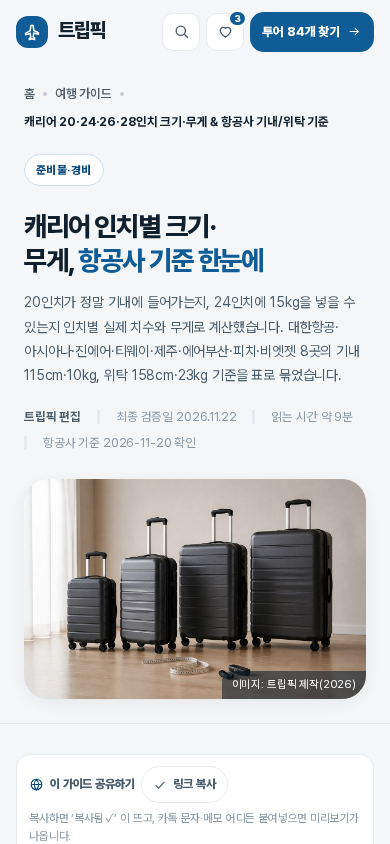 트립픽
3
투어 84개 찾기 →
홈 • 여행 가이드 •
캐리어 20·24·26·28인치 크기·무게 & 항공사 기내/위탁 기준
준비물·경비
캐리어 인치별 크기·
무게, 항공사 기준 한눈에
20인치가 정말 기내에 들어가는지, 24인치에 15kg을 넣을 수
있는지 인치별 실제 치수와 무게로 계산했습니다. 대한항공·
아시아나·진에어·티웨이·제주·에어부산·피치·비엣젯 8곳의 기내
115cm·10kg, 위탁 158cm·23kg 기준을 표로 묶었습니다.
트립픽 편집 | 최종 검증일 2026.11.22 | 읽는 시간 약 9분
| 항공사 기준 2026-11-20 확인
이미지: 트립픽 제작(2026)
이 가이드 공유하기 ✓ 링크 복사
복사하면 ‘복사됨 ✓’ 이 뜨고, 카톡·문자·메모 어디든 붙여넣으면 미리보기가
나옵니다.